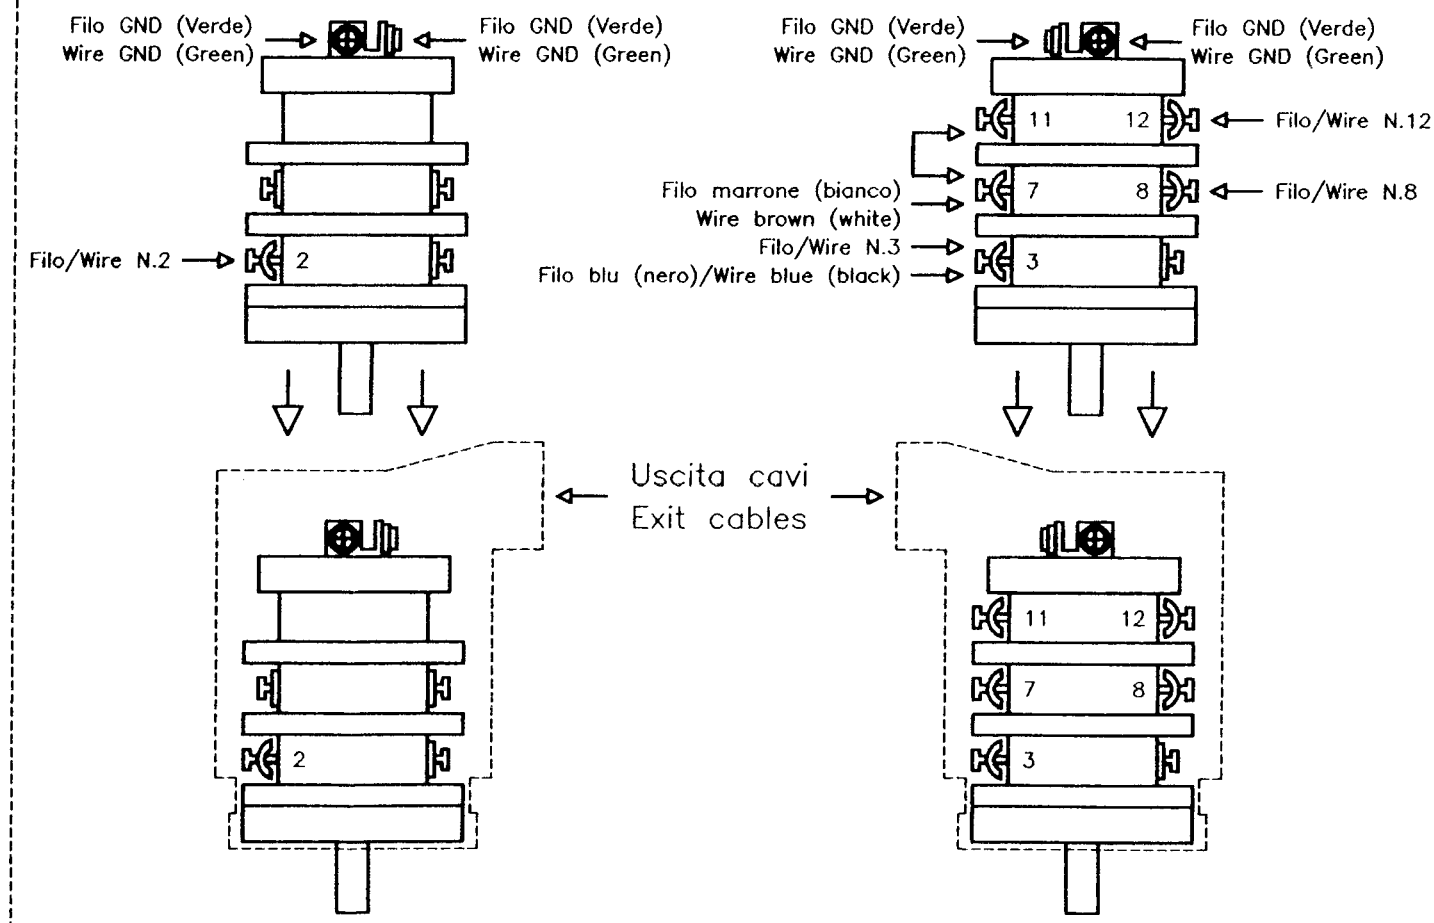 Filo GND (Verde)
Wire GND (Green)
Filo GND (Verde)
Wire GND (Green)
2
Filo/Wire N.2
Filo GND (Verde)
Wire GND (Green)
Filo GND (Verde)
Wire GND (Green)
11 12
Filo/Wire N.12
7 8
Filo/Wire N.8
Filo marrone (bianco)
Wire brown (white)
Filo/Wire N.3
3
Filo blu (nero)/Wire blue (black)
Uscita cavi
Exit cables
2
11 12
7 8
3